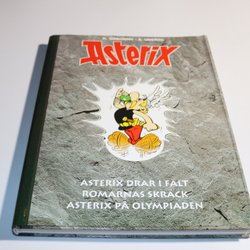 Asterix
ASTERIX DRAR I FÄLT
ROMARNAS SKRÄCK
ASTERIX PÅ OLYMPIADEN